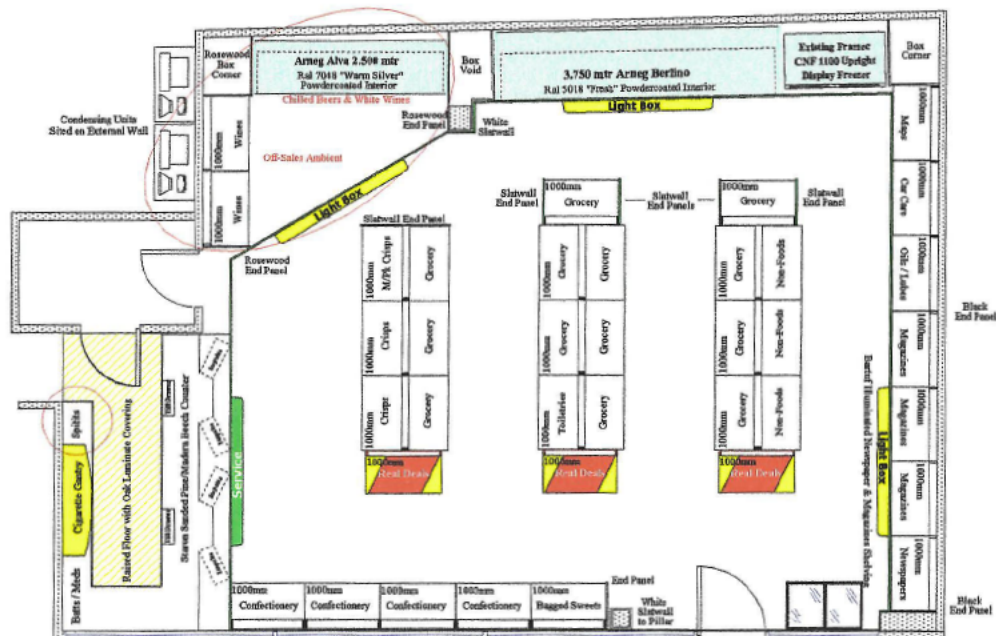 Rosewood
Box
Corner
Arneg Alva 2.500 mtr
Ral 7048 "Warm Silver"
Powdercoated Interior
Box
Void
3,750 mtr Arneg Berlino
Ral 5018 "Fresh" Powdercoated Interior
Existing Framec
CNF 1100 Upright
Display Freezer
Box
Corner
Chilled Beers & White Wines
Light Box
Condensing Units
Sited on External Wall
Rosewood
End Panel
White
Slatwall
1000mm
Wines
1000mm
Wines
Off-Sales Ambient
Light Box
Rosewood
End Panel
1000mm
Maps
1000mm
Car Care
1000mm
Oils / Lubes
1000mm
Magazines
1000mm
Magazines
1000mm
Magazines
1000mm
Newspapers
Black
End Panel
Black
End Panel
Light Box
Slatwall
End Panel
1000mm
Grocery
Slatwall
End Panels
1000mm
Grocery
Slatwall
End Panel
Slatwall End Panel
1000mm
M/Pk Crisps
Grocery
1000mm
Crisps
Grocery
1000mm
Crisps
Grocery
1000mm
Real Deals
1000mm
Grocery
Grocery
1000mm
Grocery
Grocery
1000mm
Toiletries
Grocery
1000mm
Real Deals
1000mm
Grocery
Non-Foods
1000mm
Grocery
Non-Foods
1000mm
Grocery
Non-Foods
1000mm
Real Deals
Illuminated Newspaper & Magazines Shelving
Spirits
Cigarette Gantry
Batts / Meds
Raised Floor with Oak Laminate Covering
Sanded Pine/Madera Beech Counter
Service
1000mm
Confectionery
1000mm
Confectionery
1000mm
Confectionery
1000mm
Confectionery
1000mm
Bagged Sweets
End Panel
White
Slatwall
to Pillar